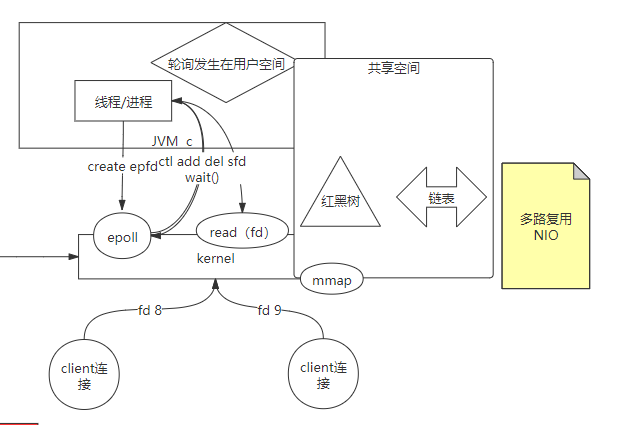 轮询发生在用户空间
共享空间
线程/进程
JVM c
create epfd
ctl add del sfd
wait()
红黑树
链表
多路复用
NIO
epoll
read（fd）
kernel
mmap
fd 8
fd 9
client连
接
client连
接